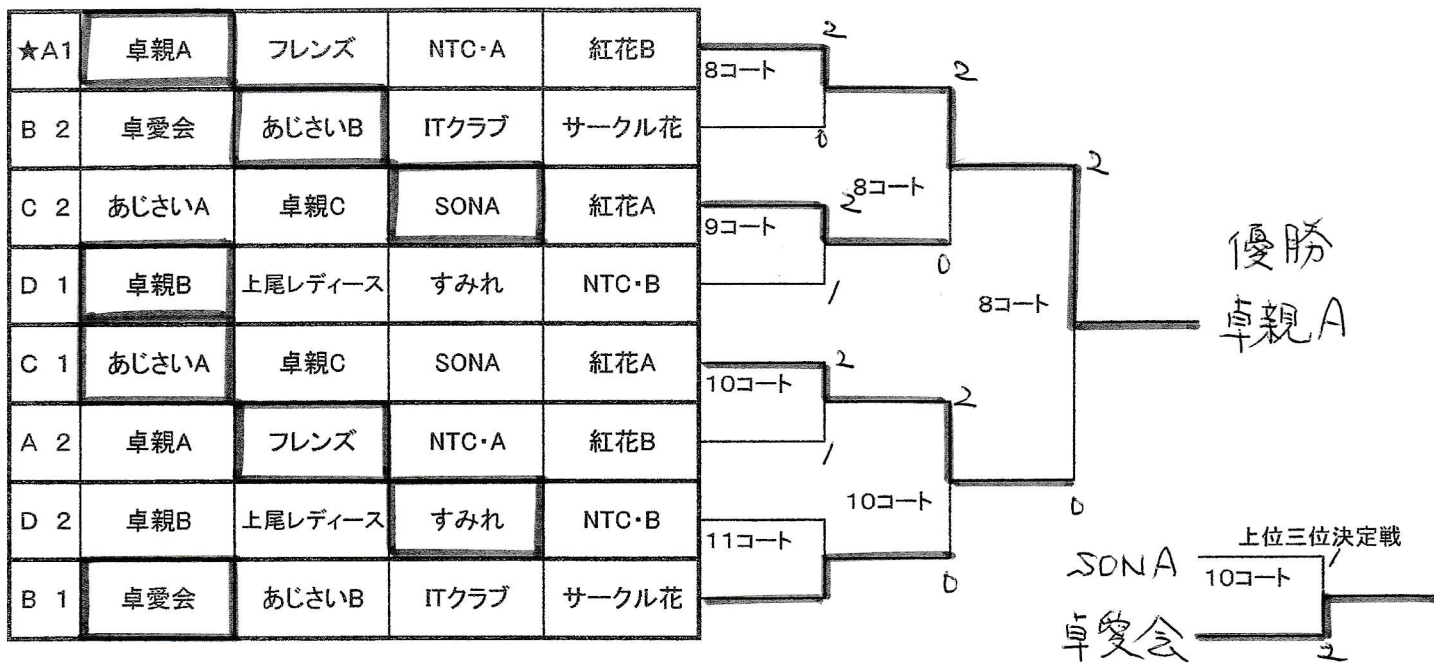 ★A1 卓親A フレンズ NTC・A 紅花B
B 2 卓愛会 あじさいB ITクラブ サークル花
C 2 あじさいA 卓親C SONA 紅花A
D 1 卓親B 上尾レディース すみれ NTC・B
C 1 あじさいA 卓親C SONA 紅花A
A 2 卓親A フレンズ NTC・A 紅花B
D 2 卓親B 上尾レディース すみれ NTC・B
B 1 卓愛会 あじさいB ITクラブ サークル花
2
8コート
0
2
9コート
1
2
10コート
1
11コート
2
8コート
0
2
10コート
0
2
8コート
0
優勝
卓親A
上位三位決定戦
SONA
10コート
1
卓愛会
2